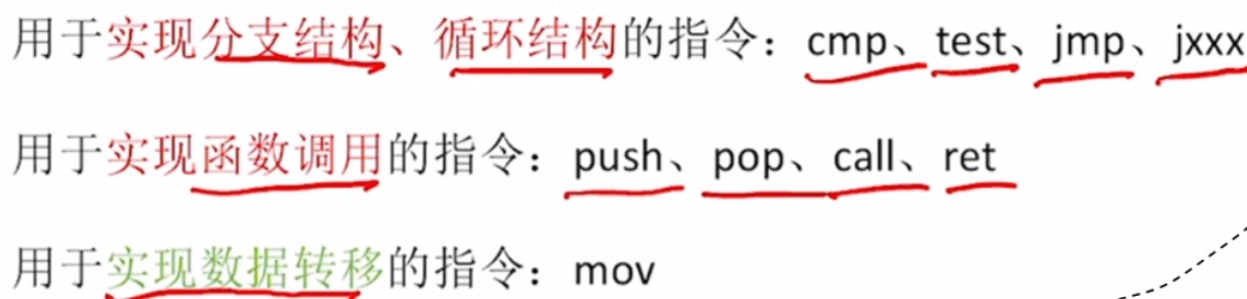 用于实现分支结构、循环结构的指令：cmp、test、jmp、jxxx
用于实现函数调用的指令：push、pop、call、ret
用于实现数据转移的指令：mov